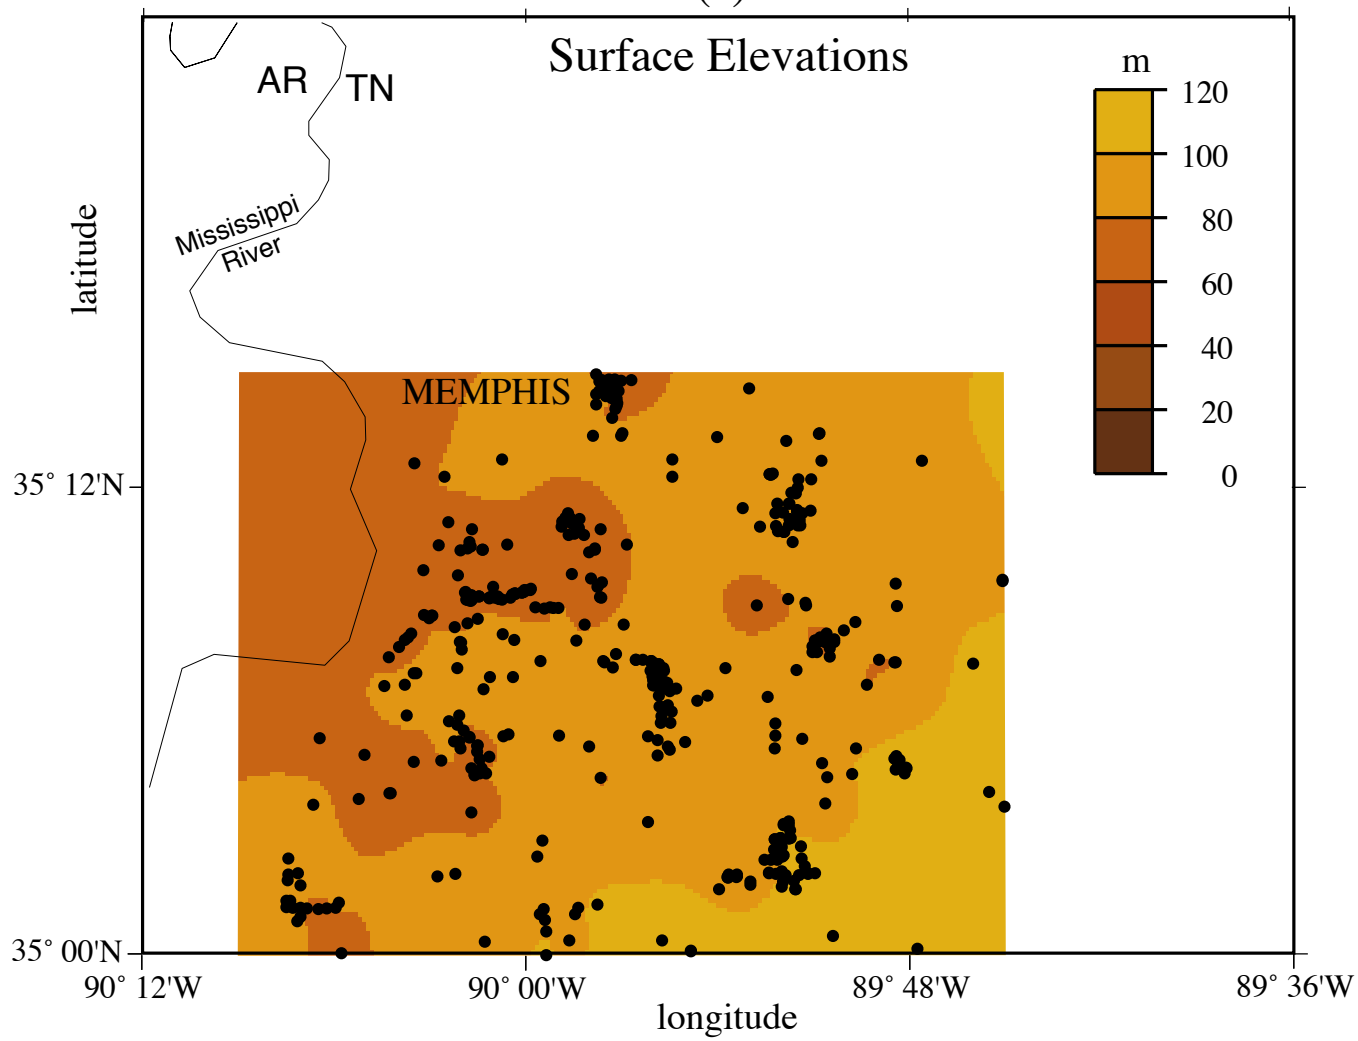 Surface Elevations
AR
TN
m
120
100
80
60
40
20
0
Mississippi
River
latitude
MEMPHIS
35° 12'N
35° 00'N
90° 12'W
90° 00'W
89° 48'W
89° 36'W
longitude